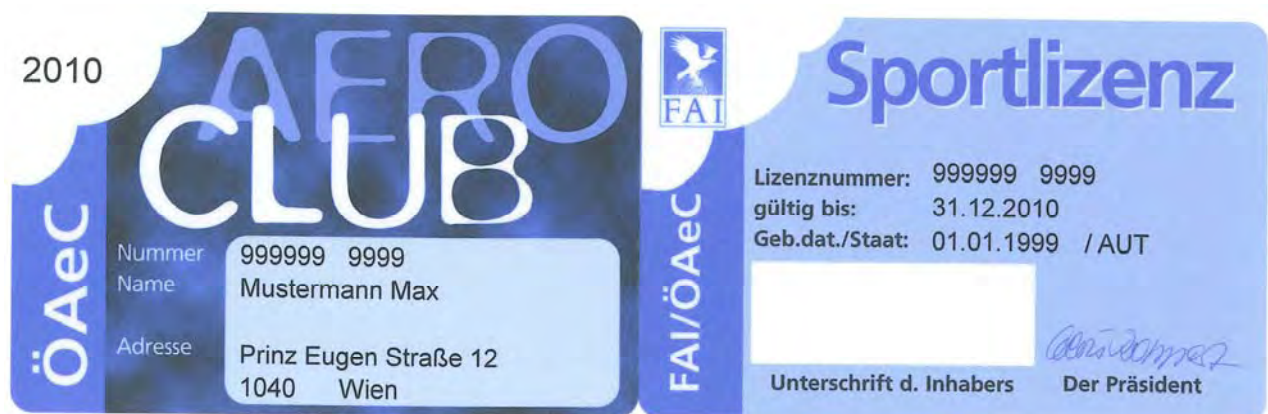 2010
AERO
CLUB
ÖAeC
Nummer 999999 9999
Name Mustermann Max
Adresse Prinz Eugen Straße 12
1040 Wien
FAI
Sportlizenz
FAI/ÖAeC
Lizenznummer: 999999 9999
gültig bis: 31.12.2010
Geb.dat./Staat: 01.01.1999 / AUT
Unterschrift d. Inhabers
Der Präsident